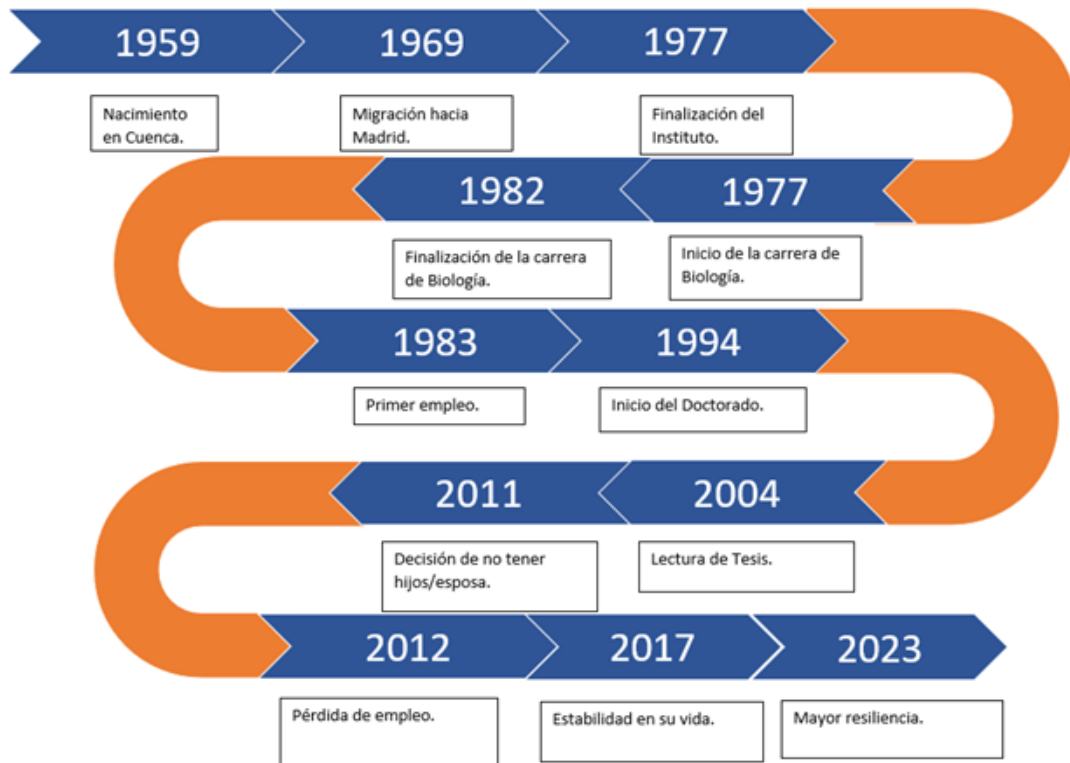 1959 1969 1977
Nacimiento
en Cuenca.
Migración hacia
Madrid.
Finalización del
Instituto.
1977
Inicio de la carrera de
Biología.
1982
Finalización de la carrera
de Biología.
1983 1994
Primer empleo.
Inicio del Doctorado.
2004
Lectura de Tesis.
2011
Decisión de no tener
hijos/esposa.
2012 2017 2023
Pérdida de empleo.
Estabilidad en su vida.
Mayor resiliencia.